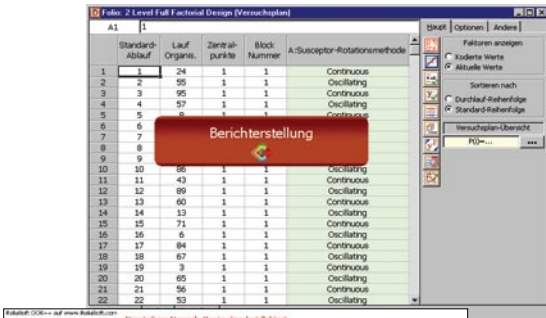 Folio: 2 Level Full Factorial Design (Versuchsplan)
A1 1
Haupt Optionen Andere
Standard-Ablauf Lauf Organis. Zentral-punkte Block Nummer A:Susceptor-Rotationsmethode
1 1 24 1 1 Continuous
2 2 55 1 1 Oscillating
3 3 95 1 1 Continuous
4 4 57 1 1 Oscillating
5 5 1 1 Continuous
6 6
7 7
8 8
9 9
10 10 86 1 1 Oscillating
11 11 43 1 1 Continuous
12 12 89 1 1 Oscillating
13 13 60 1 1 Continuous
14 14 13 1 1 Oscillating
15 15 71 1 1 Continuous
16 16 6 1 1 Oscillating
17 17 84 1 1 Continuous
18 18 67 1 1 Oscillating
19 19 3 1 1 Continuous
20 20 65 1 1 Oscillating
21 21 56 1 1 Continuous
22 22 53 1 1 Oscillating
Berichterstellung
Faktoren anzeigen
Kodierte Werte
Aktuelle Werte
Sortieren nach
Durchlauf-Reihenfolge
Standard-Reihenfolge
Versuchsplan-Übersicht
R(I)=... ...
ReliaSoft DOE++ auf www.ReliaSoft.com